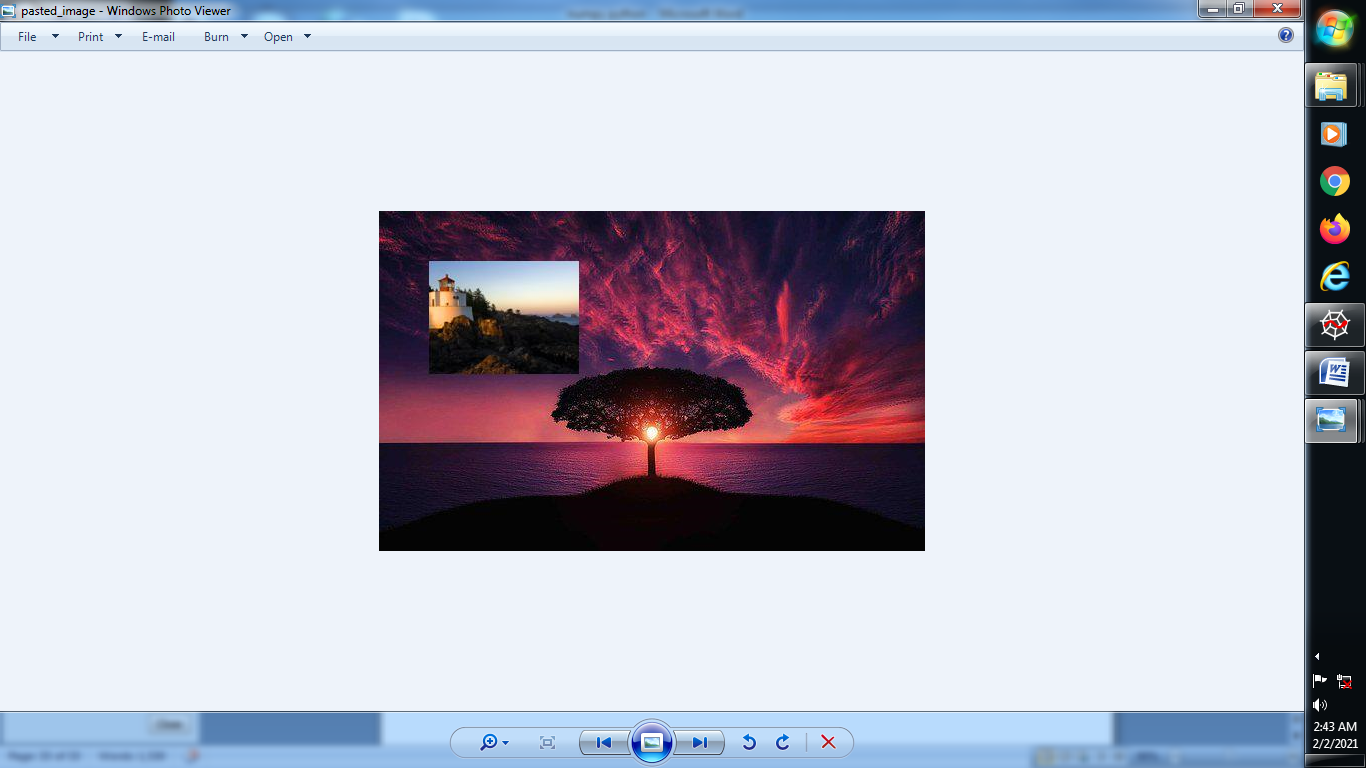 pasted_image - Windows Photo Viewer
File Print E-mail Burn Open
2:43 AM
2/2/2021